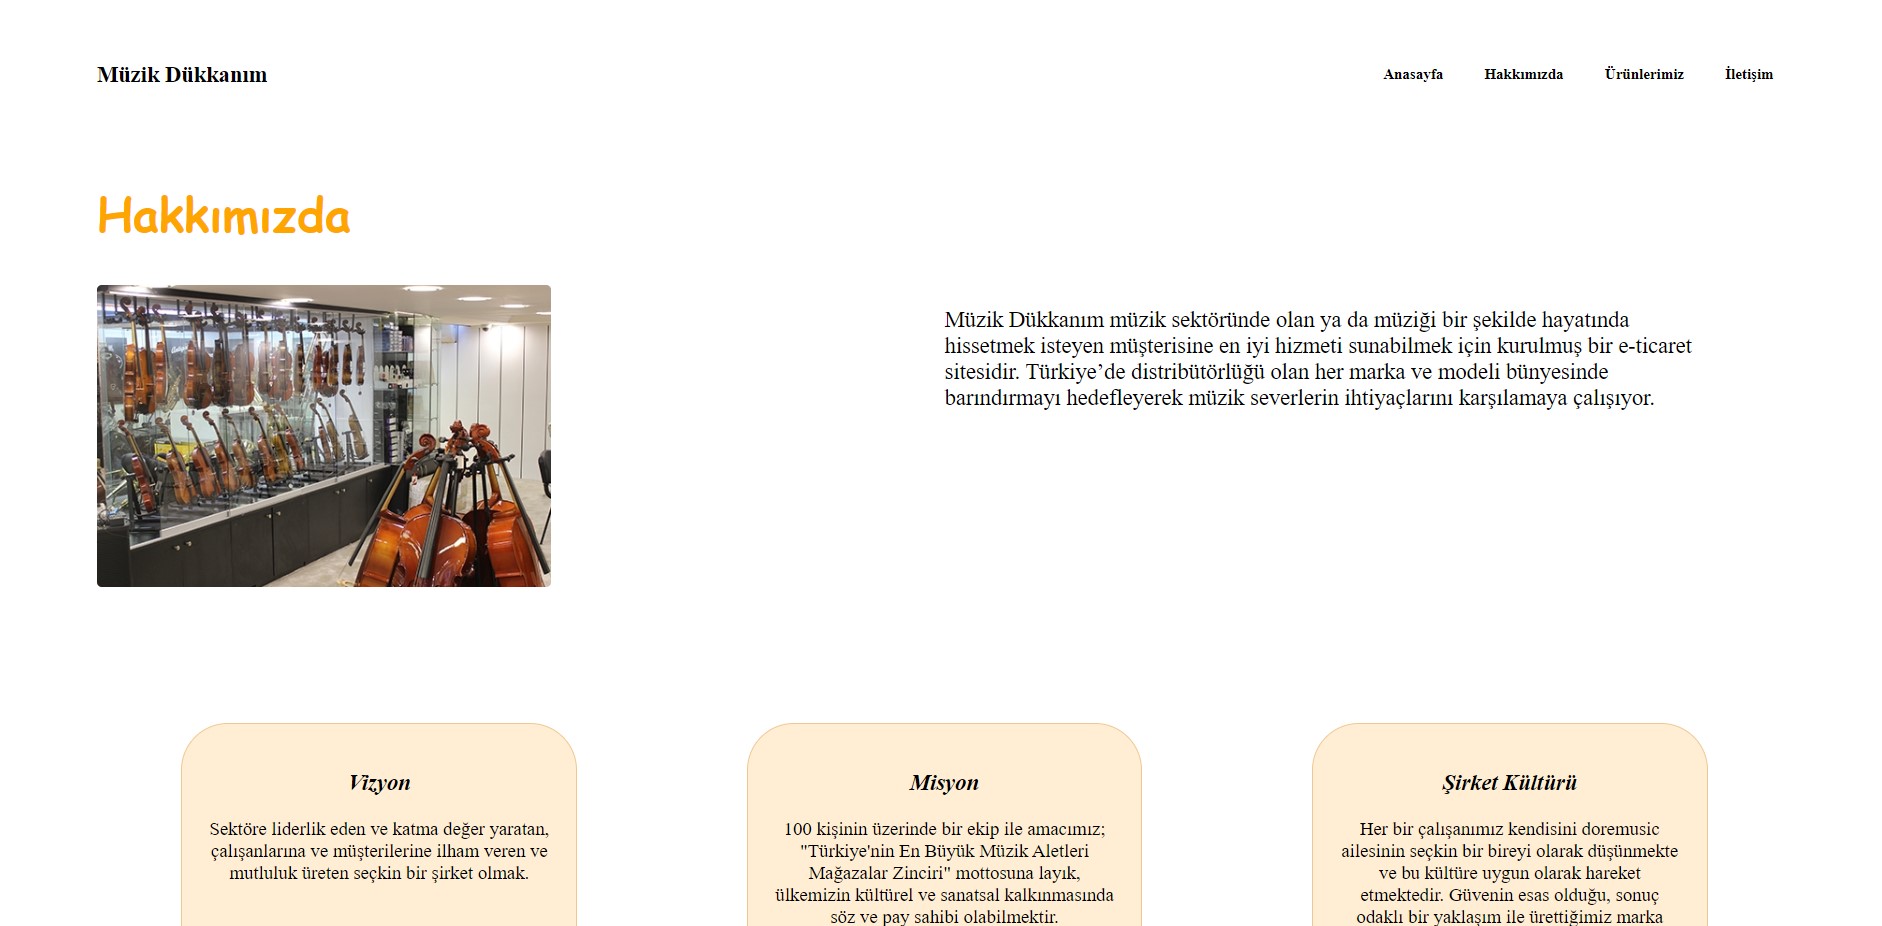 Müzik Dükkanım
Anasayfa Hakkımızda Ürünlerimiz İletişim
Hakkımızda
Müzik Dükkanım müzik sektöründe olan ya da müziği bir şekilde hayatında
hissetmek isteyen müşterisine en iyi hizmeti sunabilmek için kurulmuş bir e-ticaret
sitesidir. Türkiye’de distribütörlüğü olan her marka ve modeli bünyesinde
barındırmayı hedefleyerek müzik severlerin ihtiyaçlarını karşılamaya çalışıyor.
Vizyon
Sektöre liderlik eden ve katma değer yaratan,
çalışanlarına ve müşterilerine ilham veren ve
mutluluk üreten seçkin bir şirket olmak.
Misyon
100 kişinin üzerinde bir ekip ile amacımız;
"Türkiye'nin En Büyük Müzik Aletleri
Mağazalar Zinciri" mottosuna layık,
ülkemizin kültürel ve sanatsal kalkınmasında
söz ve pay sahibi olabilmektir.
Şirket Kültürü
Her bir çalışanımız kendisini doremusic
ailesinin seçkin bir bireyi olarak düşünmekte
ve bu kültüre uygun olarak hareket
etmektedir. Güvenin esas olduğu, sonuç
odaklı bir yaklaşım ile ürettiğimiz marka